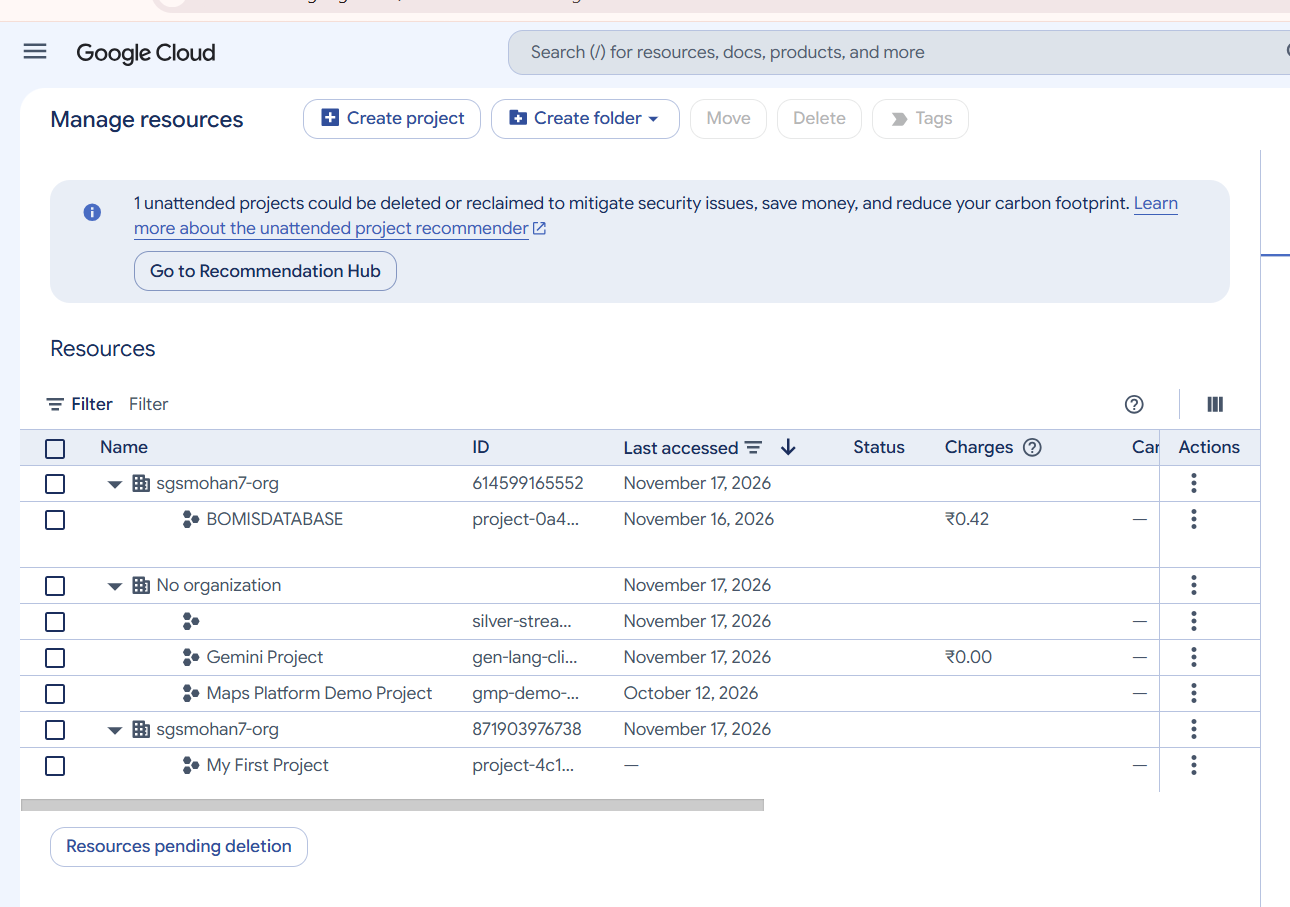 Google Cloud
Search (/) for resources, docs, products, and more
Manage resources
Create project
Create folder
Move
Delete
Tags
1 unattended projects could be deleted or reclaimed to mitigate security issues, save money, and reduce your carbon footprint. Learn
more about the unattended project recommender
Go to Recommendation Hub
Resources
Filter Filter
Name ID Last accessed Status Charges Car Actions
sgsmohan7-org 614599165552 November 17, 2026
BOMISDATABASE project-0a4... November 16, 2026 ₹0.42 —
No organization November 17, 2026
silver-strea... November 17, 2026 —
Gemini Project gen-lang-cli... November 17, 2026 ₹0.00 —
Maps Platform Demo Project gmp-demo-... October 12, 2026 —
sgsmohan7-org 871903976738 November 17, 2026
My First Project project-4c1... — —
Resources pending deletion